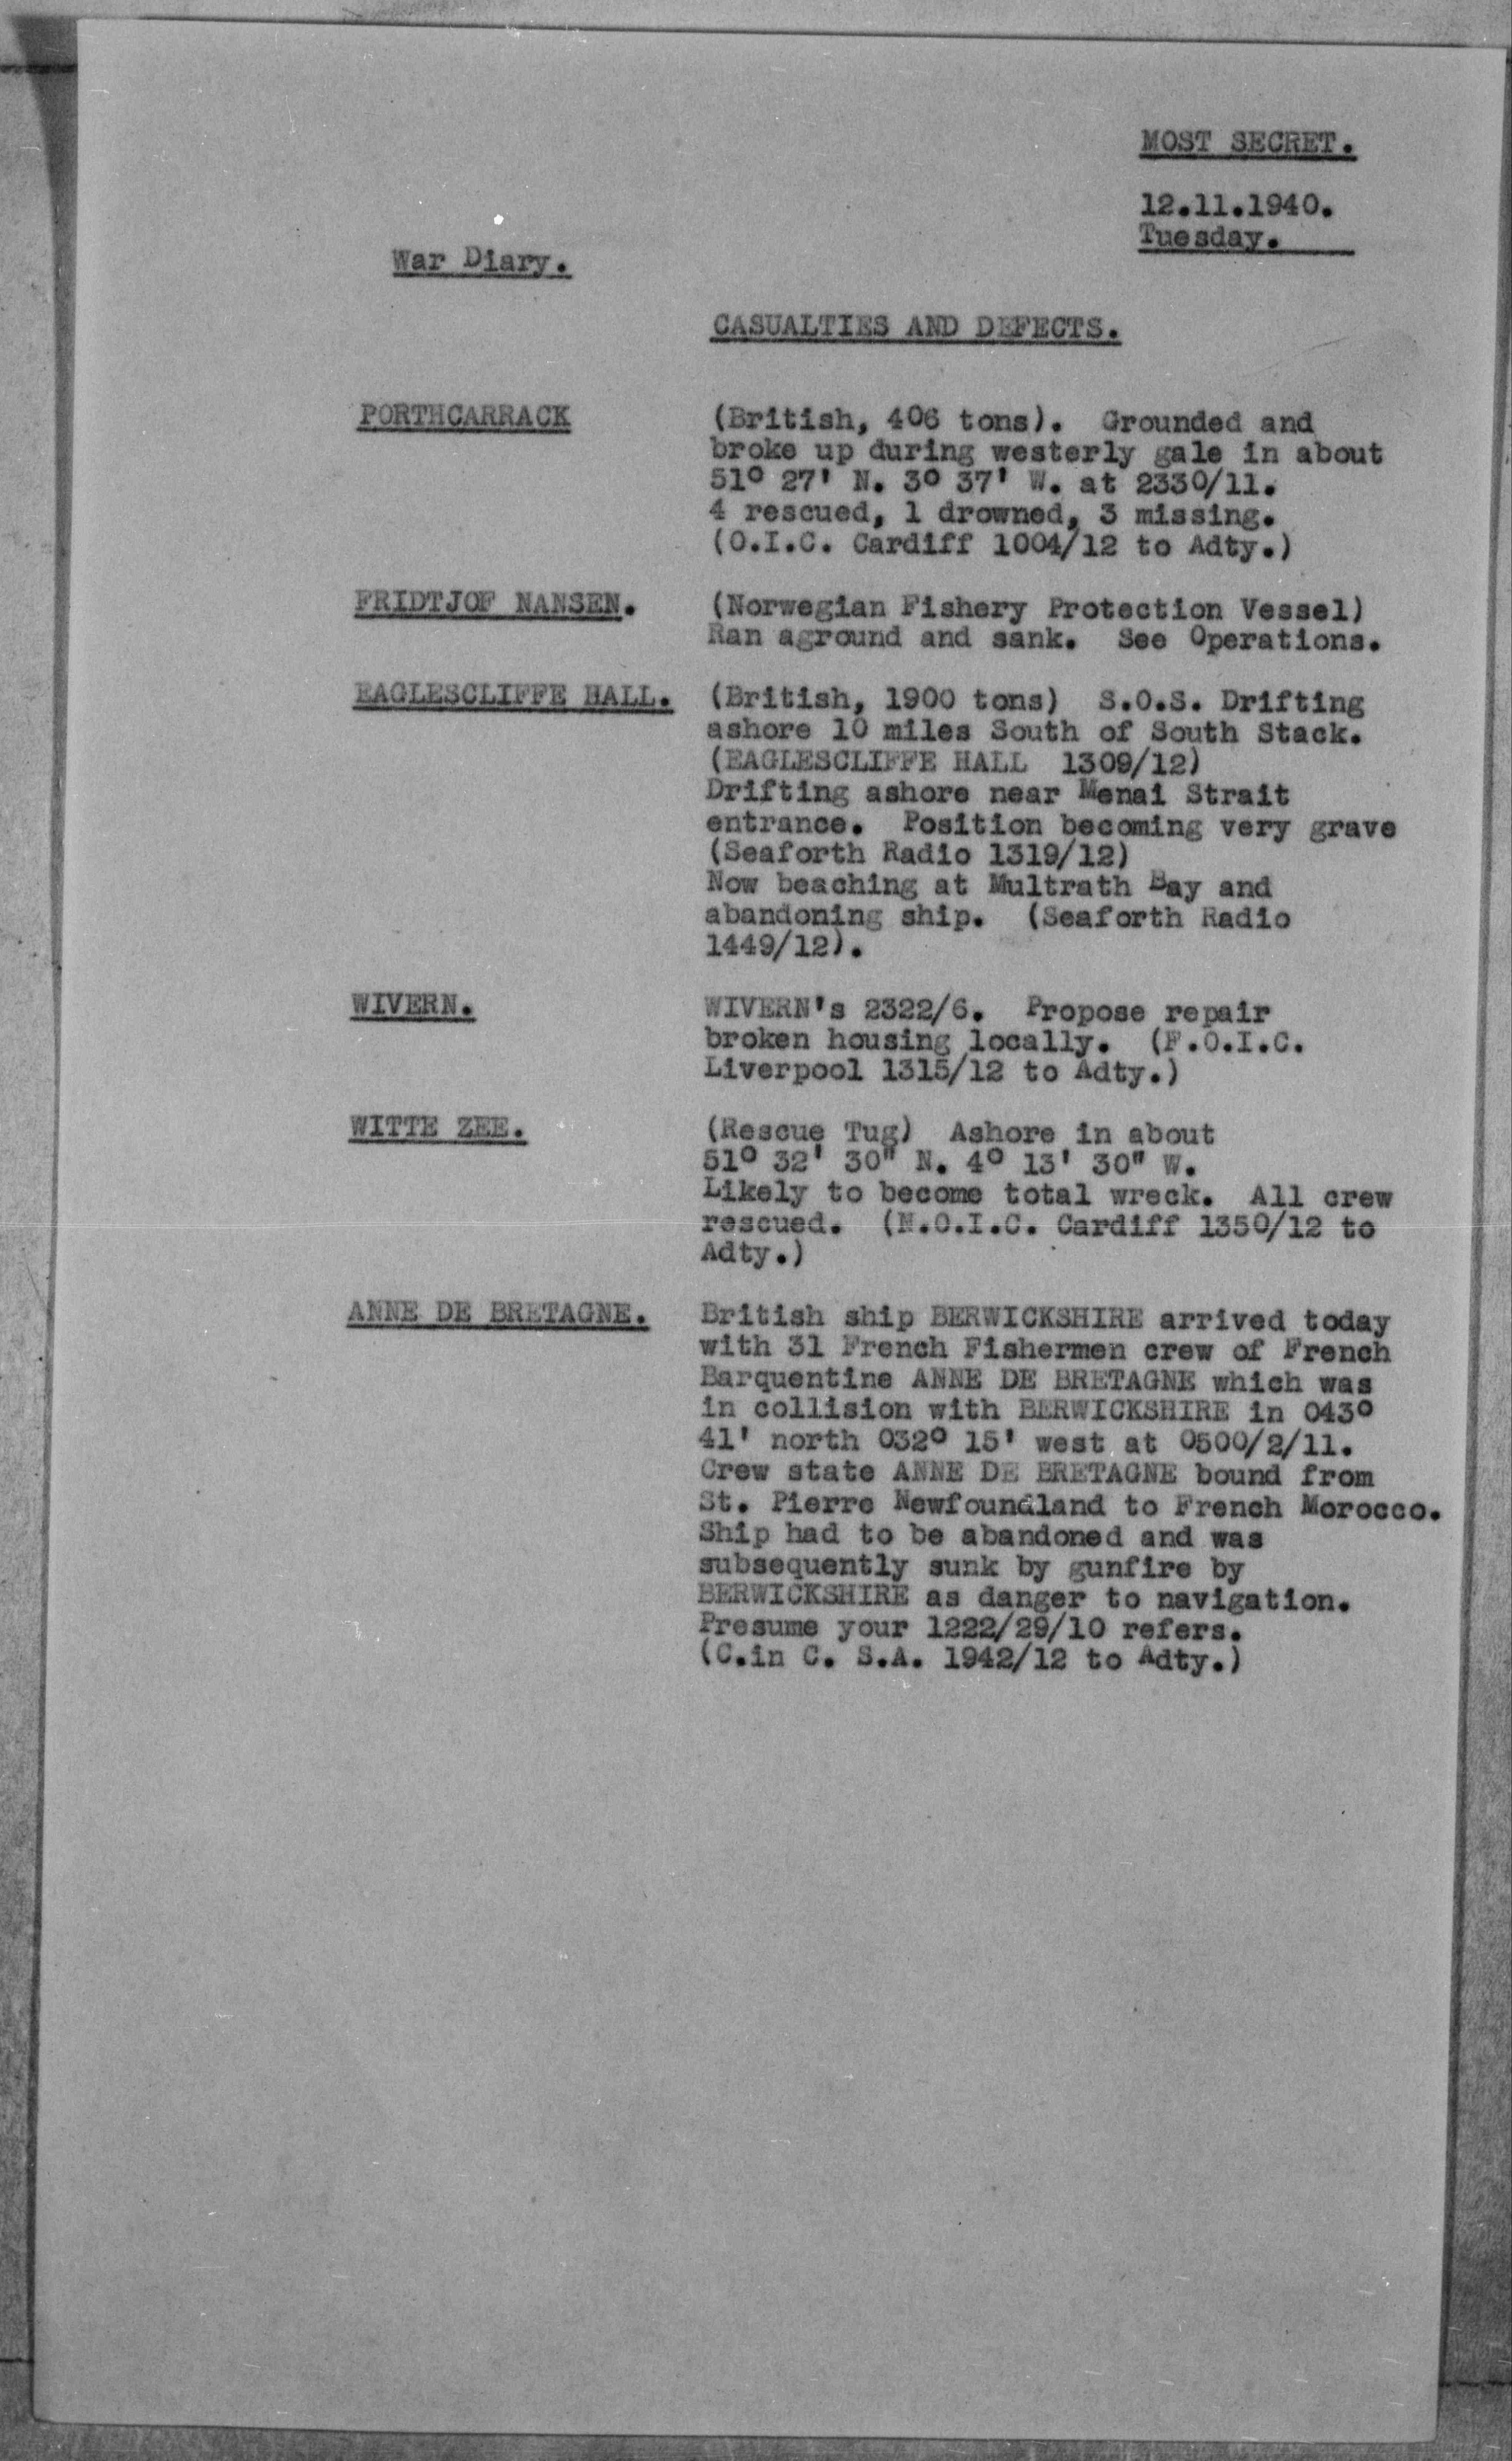 MOST SECRET.
12.11.1940.
Tuesday.
War Diary.
CASUALTIES AND DEFECTS.
PORTHCARRACK (British, 406 tons). Grounded and
broke up during westerly gale in about
51° 27' N. 3° 37' W. at 2330/11.
4 rescued, 1 drowned, 3 missing.
(O.I.C. Cardiff 1004/12 to Adty.)
FRIDTJOF NANSEN. (Norwegian Fishery Protection Vessel)
Ran aground and sank. See Operations.
EAGLESCLIFFE HALL. (British, 1900 tons) S.O.S. Drifting
ashore 10 miles South of South Stack.
(EAGLESCLIFFE HALL 1309/12)
Drifting ashore near Menai Strait
entrance. Position becoming very grave
(Seaforth Radio 1319/12)
Now beaching at Multrath Bay and
abandoning ship. (Seaforth Radio
1449/12).
WIVERN. WIVERN's 2322/6. Propose repair
broken housing locally. (F.O.I.C.
Liverpool 1315/12 to Adty.)
WITTE ZEE. (Rescue Tug) Ashore in about
51° 32' 30" N. 4° 13' 30" W.
Likely to become total wreck. All crew
rescued. (N.O.I.C. Cardiff 1350/12 to
Adty.)
ANNE DE BRETAGNE. British ship BERWICKSHIRE arrived today
with 31 French Fishermen crew of French
Barquentine ANNE DE BRETAGNE which was
in collision with BERWICKSHIRE in 043°
41' north 032° 15' west at 0500/2/11.
Crew state ANNE DE BRETAGNE bound from
St. Pierre Newfoundland to French Morocco.
Ship had to be abandoned and was
subsequently sunk by gunfire by
BERWICKSHIRE as danger to navigation.
Presume your 1222/29/10 refers.
(C.in C. S.A. 1942/12 to Adty.)